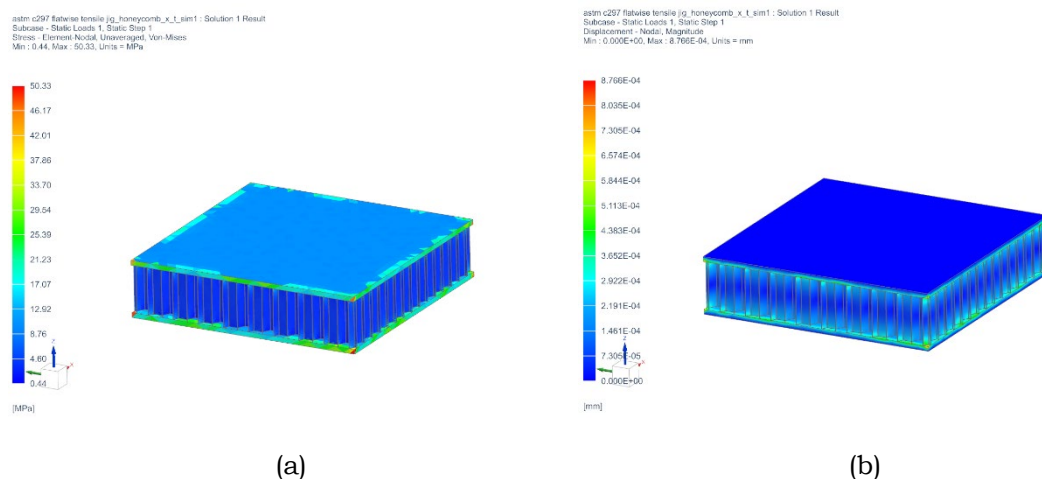 astm c297 flatwise tensile jig_honeycomb_x_t_sim1 : Solution 1 Result
Subcase - Static Loads 1, Static Step 1
Stress - Element-Nodal, Unaveraged, Von-Mises
Min : 0.44, Max : 50.33, Units = MPa
50.33
46.17
42.01
37.86
33.70
29.54
25.39
21.23
17.07
12.92
8.76
4.60
0.44
Z
X
[MPa]
(a)
astm c297 flatwise tensile jig_honeycomb_x_t_sim1 : Solution 1 Result
Subcase - Static Loads 1, Static Step 1
Displacement - Nodal, Magnitude
Min : 0.000E+00, Max : 8.766E-04, Units = mm
8.766E-04
8.035E-04
7.305E-04
6.574E-04
5.844E-04
5.113E-04
4.383E-04
3.652E-04
2.922E-04
2.191E-04
1.461E-04
7.305E-05
0.000E+00
Z
X
[mm]
(b)